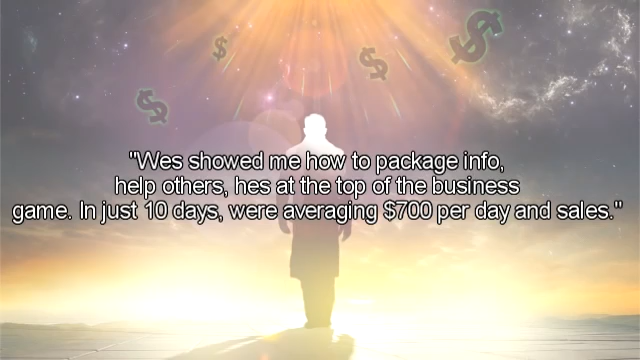 "Wes showed me how to package info,
help others, hes at the top of the business
game. In just 10 days, were averaging $700 per day and sales."